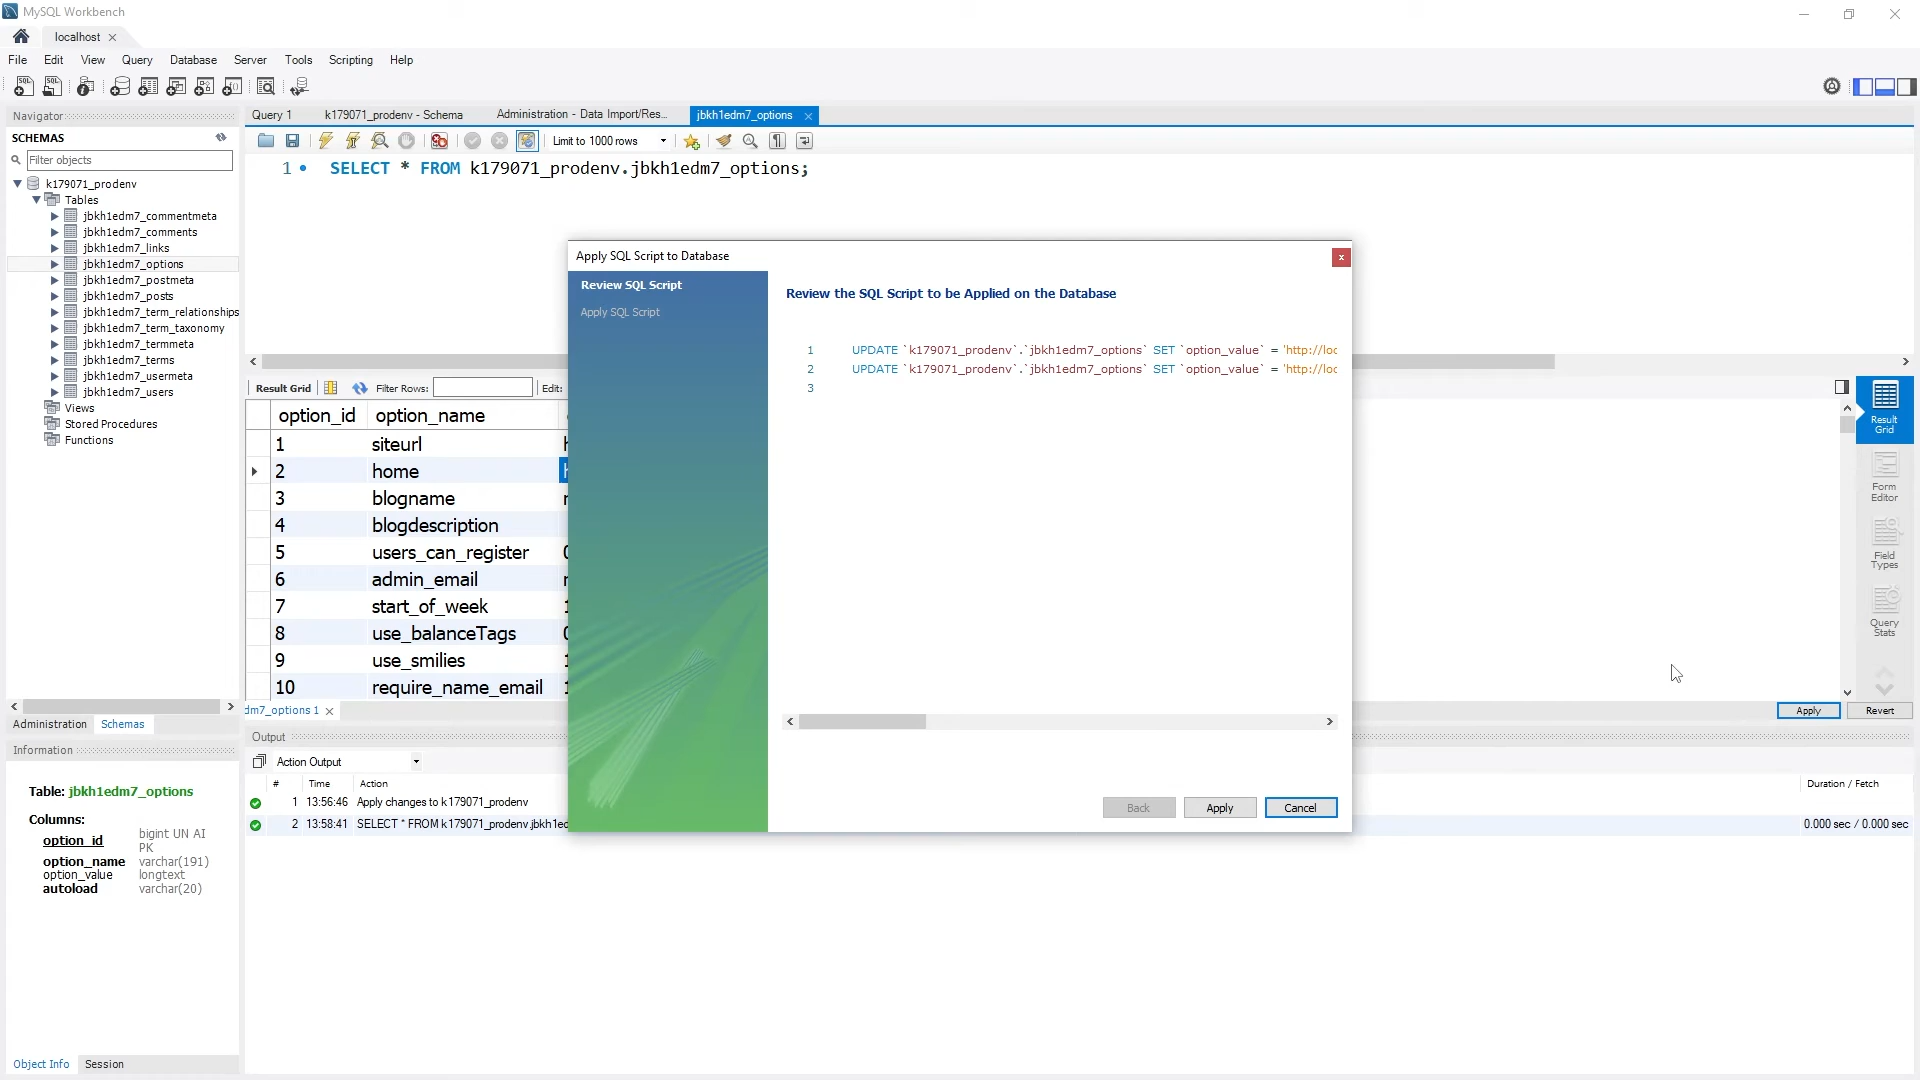 MySQL Workbench
localhost
File Edit View Query Database Server Tools Scripting Help
Navigator
SCHEMAS
Filter objects
k179071_prodenv
Tables
jbkh1edm7_commentmeta
jbkh1edm7_comments
jbkh1edm7_links
jbkh1edm7_options
jbkh1edm7_postmeta
jbkh1edm7_posts
jbkh1edm7_term_relationships
jbkh1edm7_term_taxonomy
jbkh1edm7_termmeta
jbkh1edm7_terms
jbkh1edm7_usermeta
jbkh1edm7_users
Views
Stored Procedures
Functions
Administration Schemas
Information
Table: jbkh1edm7_options
Columns:
option_id bigint UN AI
PK
option_name varchar(191)
option_value longtext
autoload varchar(20)
Object Info Session
Query 1 k179071_prodenv - Schema Administration - Data Import/Res... jbkh1edm7_options
Limit to 1000 rows
1 SELECT * FROM k179071_prodenv.jbkh1edm7_options;
Result Grid Filter Rows: Edit:
option_id option_name
1 siteurl
2 home
3 blogname
4 blogdescription
5 users_can_register 0
6 admin_email
7 start_of_week 1
8 use_balanceTags 0
9 use_smilies 1
10 require_name_email 1
dm7_options 1
Apply Revert
Result
Grid
Form
Editor
Field
Types
Query
Stats
Apply SQL Script to Database
Review SQL Script
Apply SQL Script
Review the SQL Script to be Applied on the Database
1 UPDATE `k179071_prodenv`.`jbkh1edm7_options` SET `option_value` = 'http://loc
2 UPDATE `k179071_prodenv`.`jbkh1edm7_options` SET `option_value` = 'http://loc
3
Back Apply Cancel
Output
Action Output
# Time Action Duration / Fetch
1 13:56:46 Apply changes to k179071_prodenv
2 13:58:41 SELECT * FROM k179071_prodenv.jbkh1ed 0.000 sec / 0.000 sec